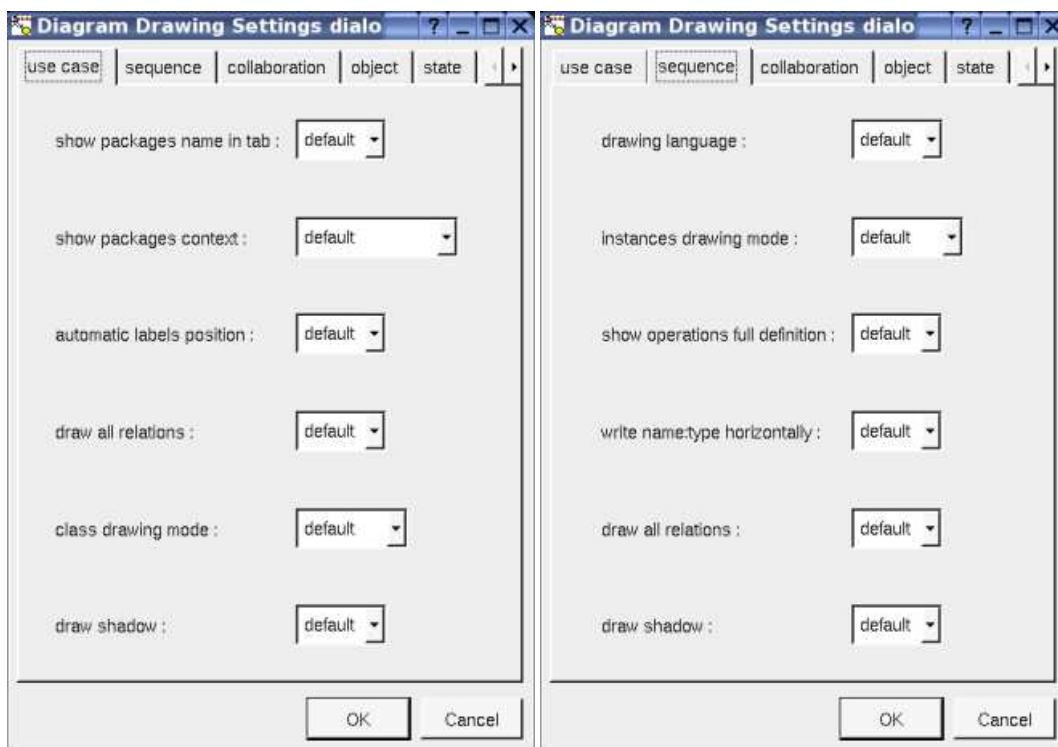 Diagram Drawing Settings dialo
use case sequence collaboration object state
show packages name in tab : default
show packages context : default
automatic labels position : default
draw all relations : default
class drawing mode : default
draw shadow : default
OK Cancel
Diagram Drawing Settings dialo
use case sequence collaboration object state
drawing language : default
instances drawing mode : default
show operations full definition : default
write name:type horizontally : default
draw all relations : default
draw shadow : default
OK Cancel